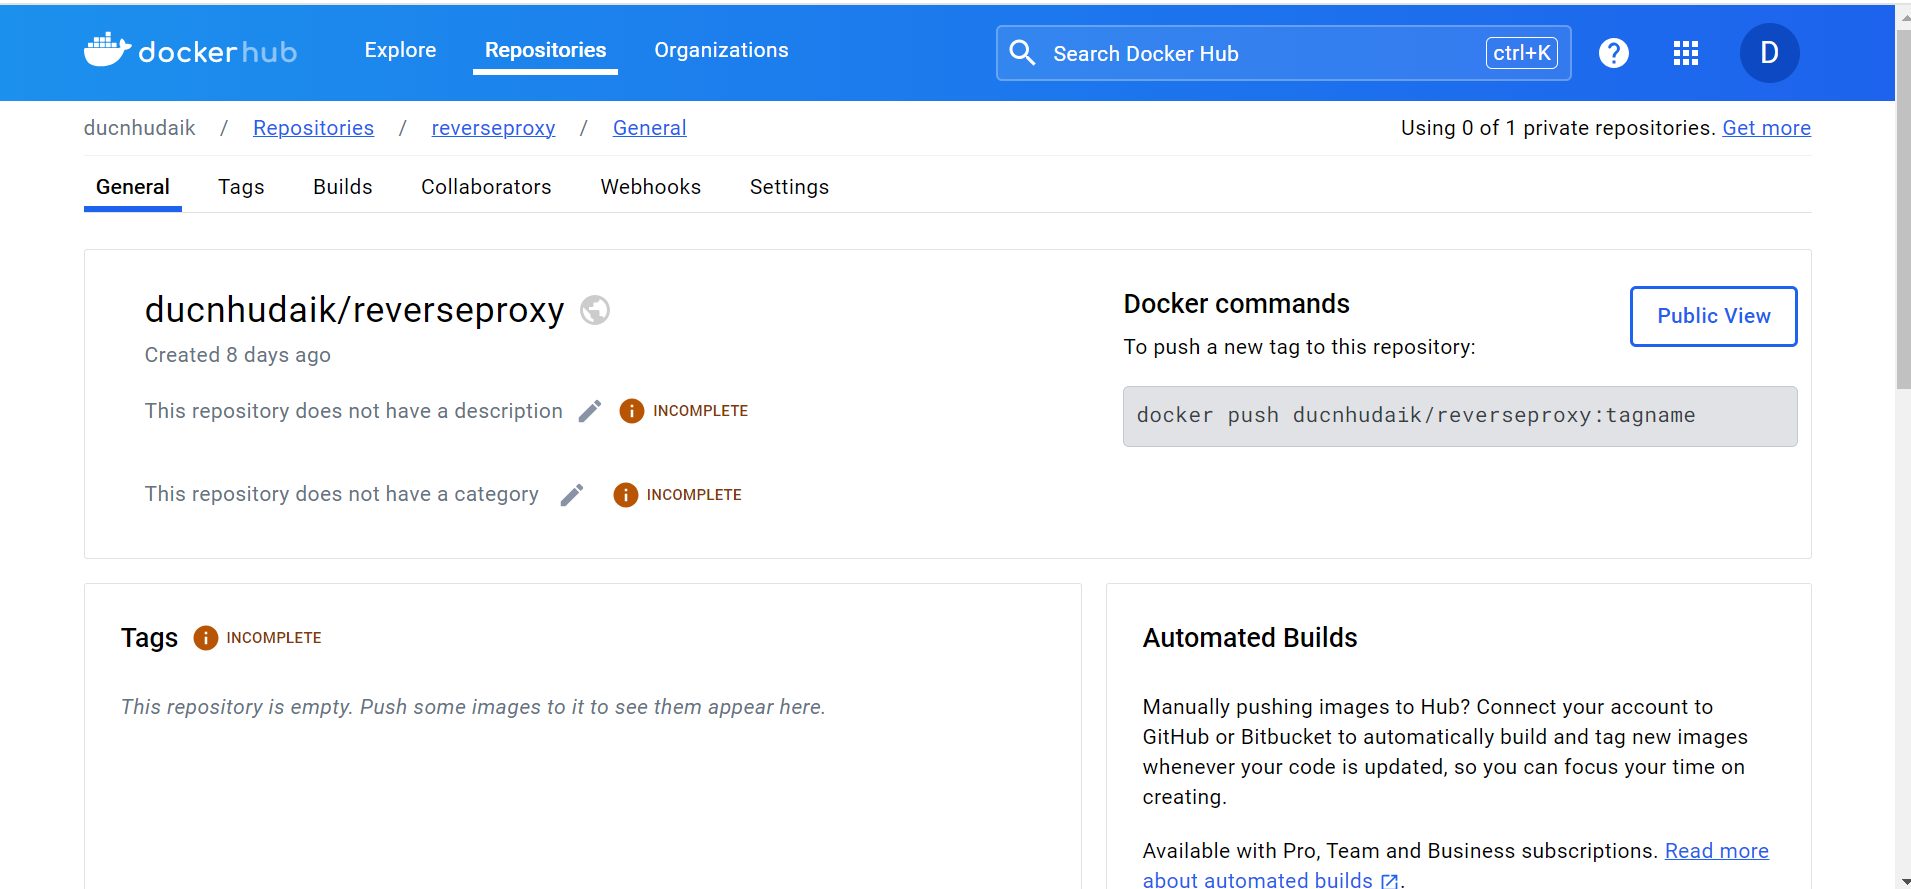 dockerhub Explore Repositories Organizations Search Docker Hub ctrl+K ? D
ducnhudaik / Repositories / reverseproxy / General Using 0 of 1 private repositories. Get more
General Tags Builds Collaborators Webhooks Settings
ducnhudaik/reverseproxy
Created 8 days ago
This repository does not have a description i INCOMPLETE
This repository does not have a category i INCOMPLETE
Docker commands
Public View
To push a new tag to this repository:
docker push ducnhudaik/reverseproxy:tagname
Tags i INCOMPLETE
This repository is empty. Push some images to it to see them appear here.
Automated Builds
Manually pushing images to Hub? Connect your account to
GitHub or Bitbucket to automatically build and tag new images
whenever your code is updated, so you can focus your time on
creating.
Available with Pro, Team and Business subscriptions. Read more
about automated builds .